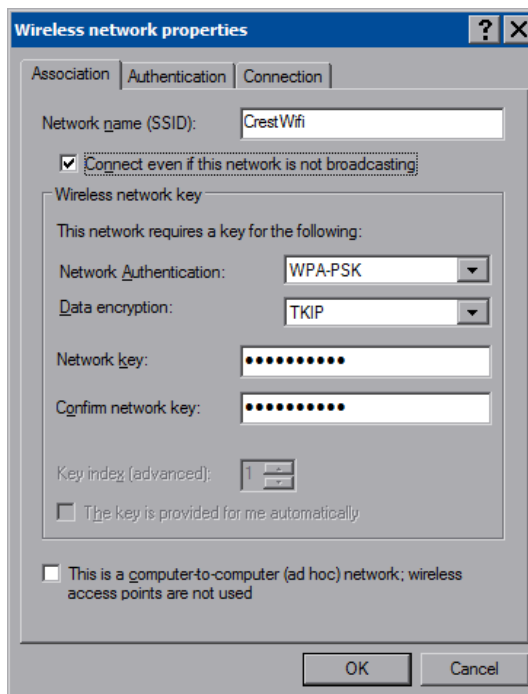 Wireless network properties
Association Authentication Connection
Network name (SSID): CrestWifi
Connect even if this network is not broadcasting
Wireless network key
This network requires a key for the following:
Network Authentication: WPA-PSK
Data encryption: TKIP
Network key: ••••••••••
Confirm network key: ••••••••••
Key index (advanced): 1
The key is provided for me automatically
This is a computer-to-computer (ad hoc) network; wireless
access points are not used
OK Cancel